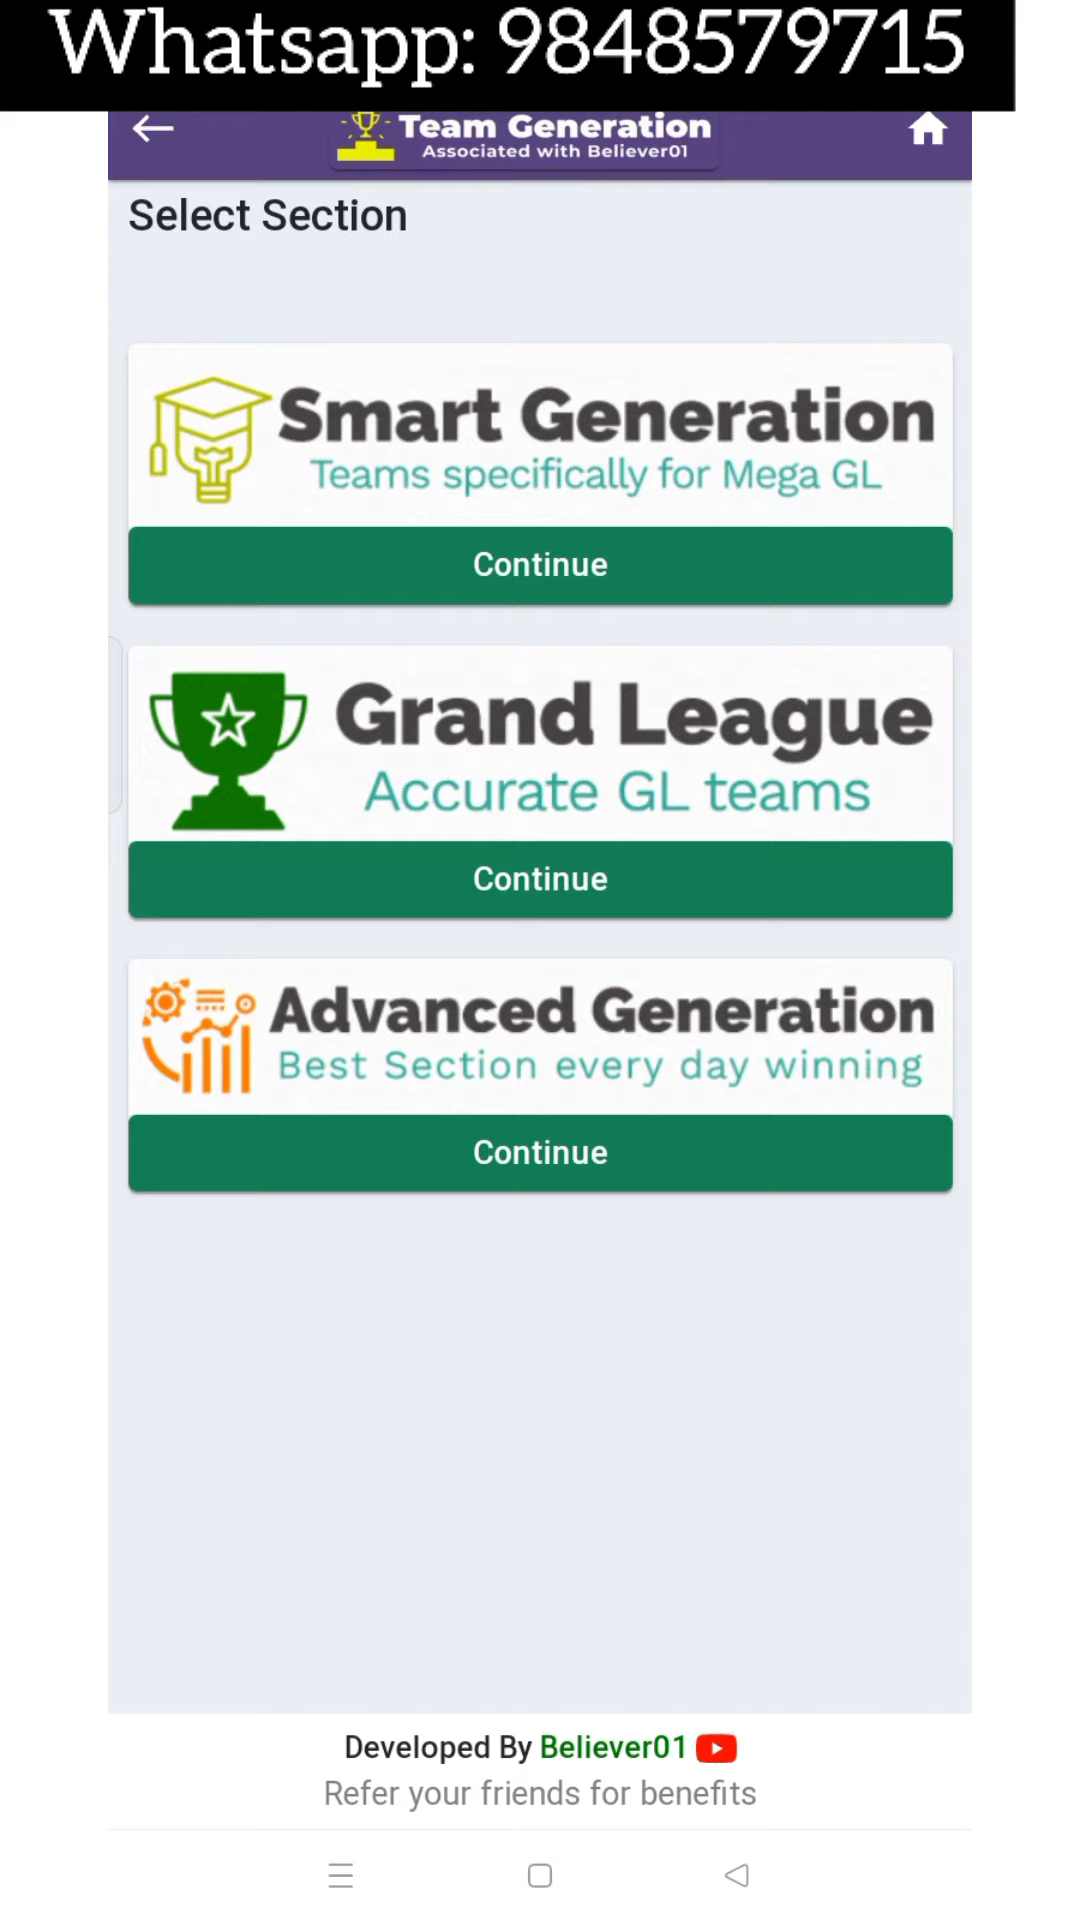 Whatsapp: 9848579715
Team Generation
Associated with Believer01
Select Section
Smart Generation
Teams specifically for Mega GL
Continue
Grand League
Accurate GL teams
Continue
Advanced Generation
Best Section every day winning
Continue
Developed By Believer01
Refer your friends for benefits